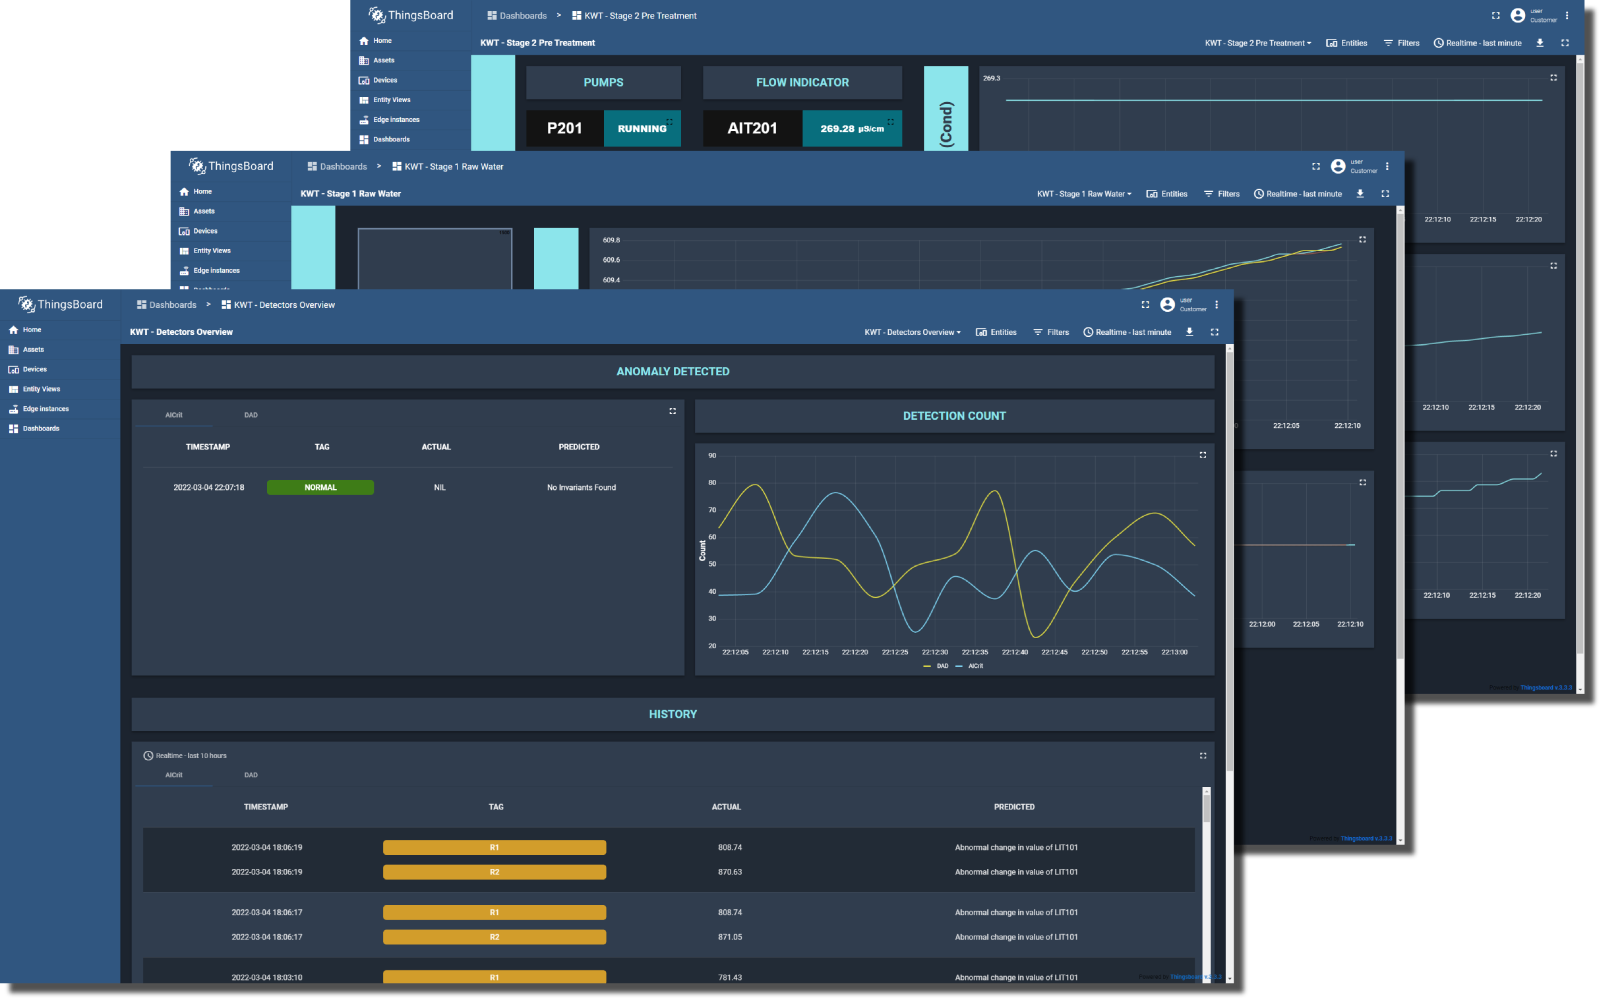 ThingsBoard
Dashboards > KWT - Stage 2 Pre Treatment
user
Customer
Home
KWT - Stage 2 Pre Treatment
KWT - Stage 2 Pre Treatment
Entities
Filters
Realtime - last minute
Assets
Devices
Entity Views
Edge instances
Dashboards
PUMPS
FLOW INDICATOR
P201
RUNNING
AIT201
269.28 µS/cm
(Cond)
269.3
22:12:10 22:12:15 22:12:20
22:12:10 22:12:15 22:12:20
22:12:10 22:12:15 22:12:20
Thingsboard v.3.3.3
ThingsBoard
Dashboards > KWT - Stage 1 Raw Water
user
Customer
Home
KWT - Stage 1 Raw Water
KWT - Stage 1 Raw Water
Entities
Filters
Realtime - last minute
Assets
Devices
Entity Views
Edge instances
Dashboards
609.8
609.6
609.4
22:12:05 22:12:10
22:12:00 22:12:05 22:12:10
Thingsboard v.3.3.3
ThingsBoard
Dashboards > KWT - Detectors Overview
user
Customer
Home
KWT - Detectors Overview
KWT - Detectors Overview
Entities
Filters
Realtime - last minute
Assets
Devices
Entity Views
Edge instances
Dashboards
ANOMALY DETECTED
AICrit DAD
TIMESTAMP TAG ACTUAL PREDICTED
2022-03-04 22:07:18 NORMAL NIL No Invariants Found
DETECTION COUNT
90
80
70
60
50
40
30
20
Count
22:12:05 22:12:10 22:12:15 22:12:20 22:12:25 22:12:30 22:12:35 22:12:40 22:12:45 22:12:50 22:12:55 22:13:00
DAD AICrit
HISTORY
Realtime - last 10 hours
AICrit DAD
TIMESTAMP TAG ACTUAL PREDICTED
2022-03-04 18:06:19 R1 808.74 Abnormal change in value of LIT101
2022-03-04 18:06:19 R2 870.63 Abnormal change in value of LIT101
2022-03-04 18:06:17 R1 808.74 Abnormal change in value of LIT101
2022-03-04 18:06:17 R2 871.05 Abnormal change in value of LIT101
2022-03-04 18:03:10 R1 781.43 Abnormal change in value of LIT101